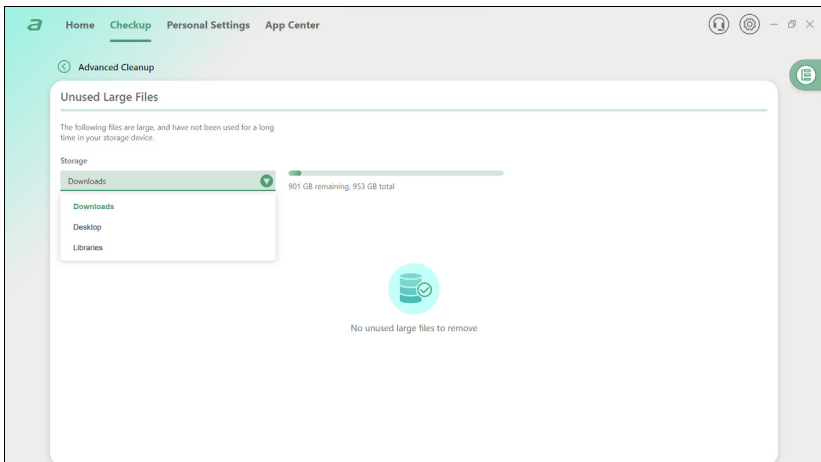 a
Home Checkup Personal Settings App Center
Advanced Cleanup
Unused Large Files
The following files are large, and have not been used for a long
time in your storage device.
Storage
Downloads
901 GB remaining, 953 GB total
Downloads
Desktop
Libraries
No unused large files to remove